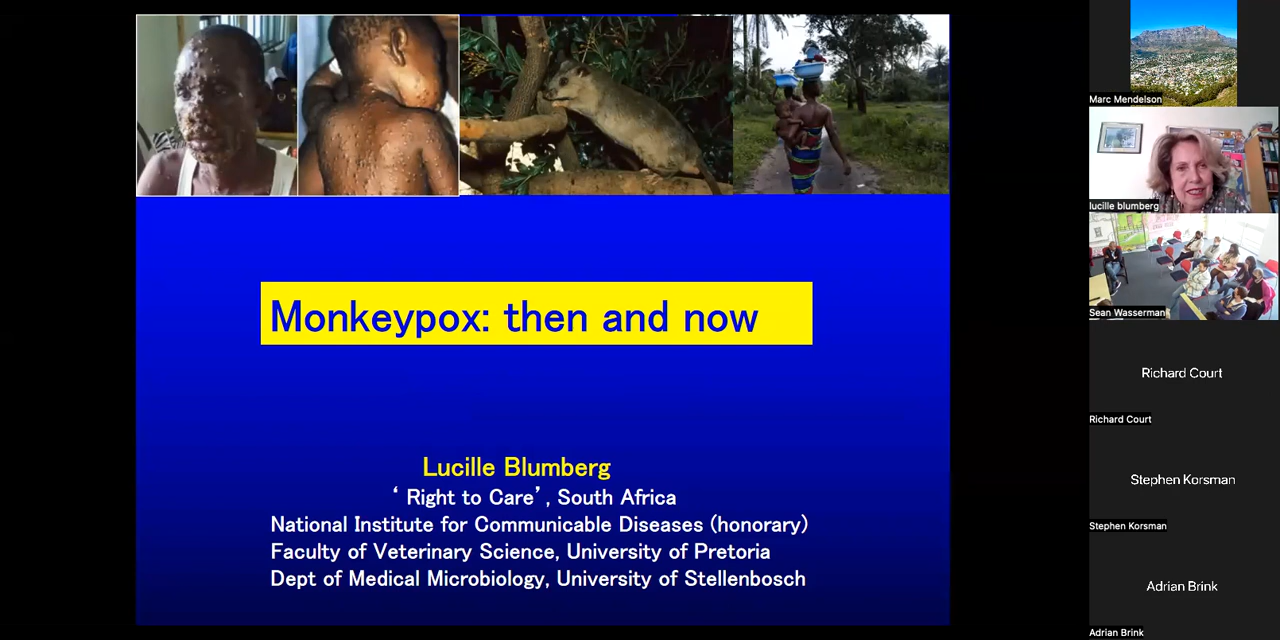 Monkeypox: then and now
Lucille Blumberg
‘ Right to Care’, South Africa
National Institute for Communicable Diseases (honorary)
Faculty of Veterinary Science, University of Pretoria
Dept of Medical Microbiology, University of Stellenbosch
Marc Mendelson
lucille blumberg
Sean Wasserman
Richard Court
Richard Court
Stephen Korsman
Stephen Korsman
Adrian Brink
Adrian Brink